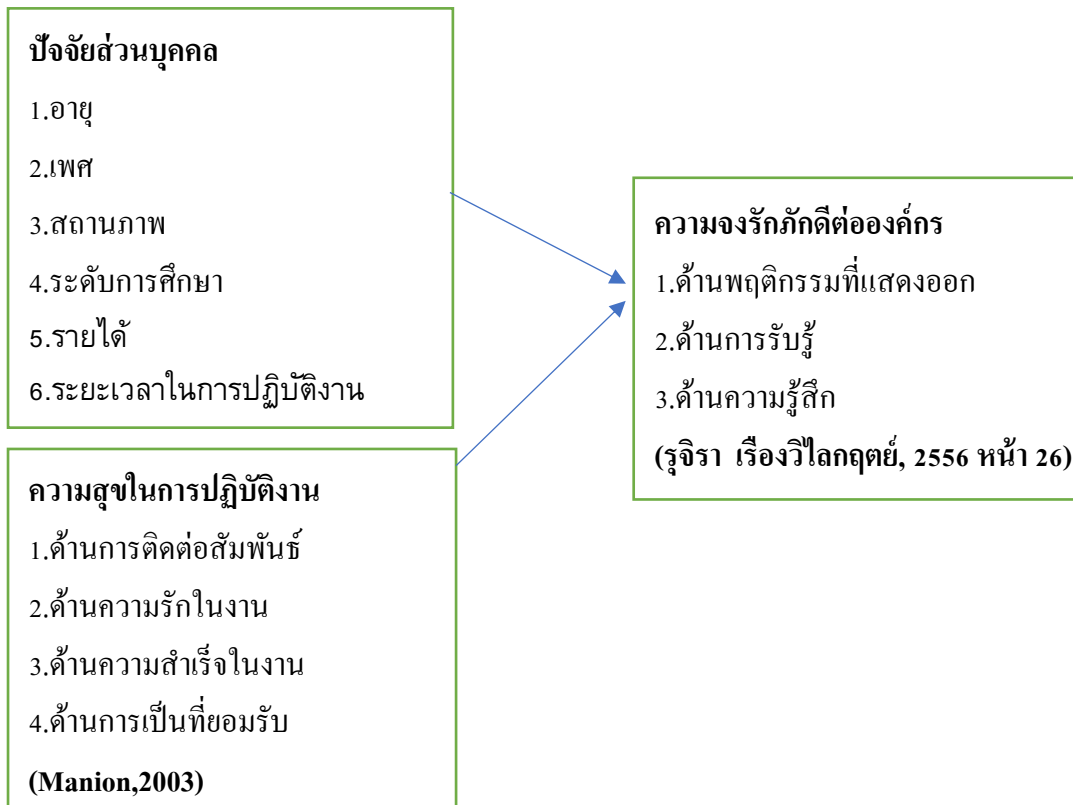 ปัจจัยส่วนบุคคล
1.อายุ
2.เพศ
3.สถานภาพ
4.ระดับการศึกษา
5.รายได้
6.ระยะเวลาในการปฏิบัติงาน
ความสุขในการปฏิบัติงาน
1.ด้านการติดต่อสัมพันธ์
2.ด้านความรักในงาน
3.ด้านความสำเร็จในงาน
4.ด้านการเป็นที่ยอมรับ
(Manion,2003)
ความจงรักภักดีต่อองค์กร
1.ด้านพฤติกรรมที่แสดงออก
2.ด้านการรับรู้
3.ด้านความรู้สึก
(รุจิรา เรืองวิไลกฤตย์, 2556 หน้า 26)